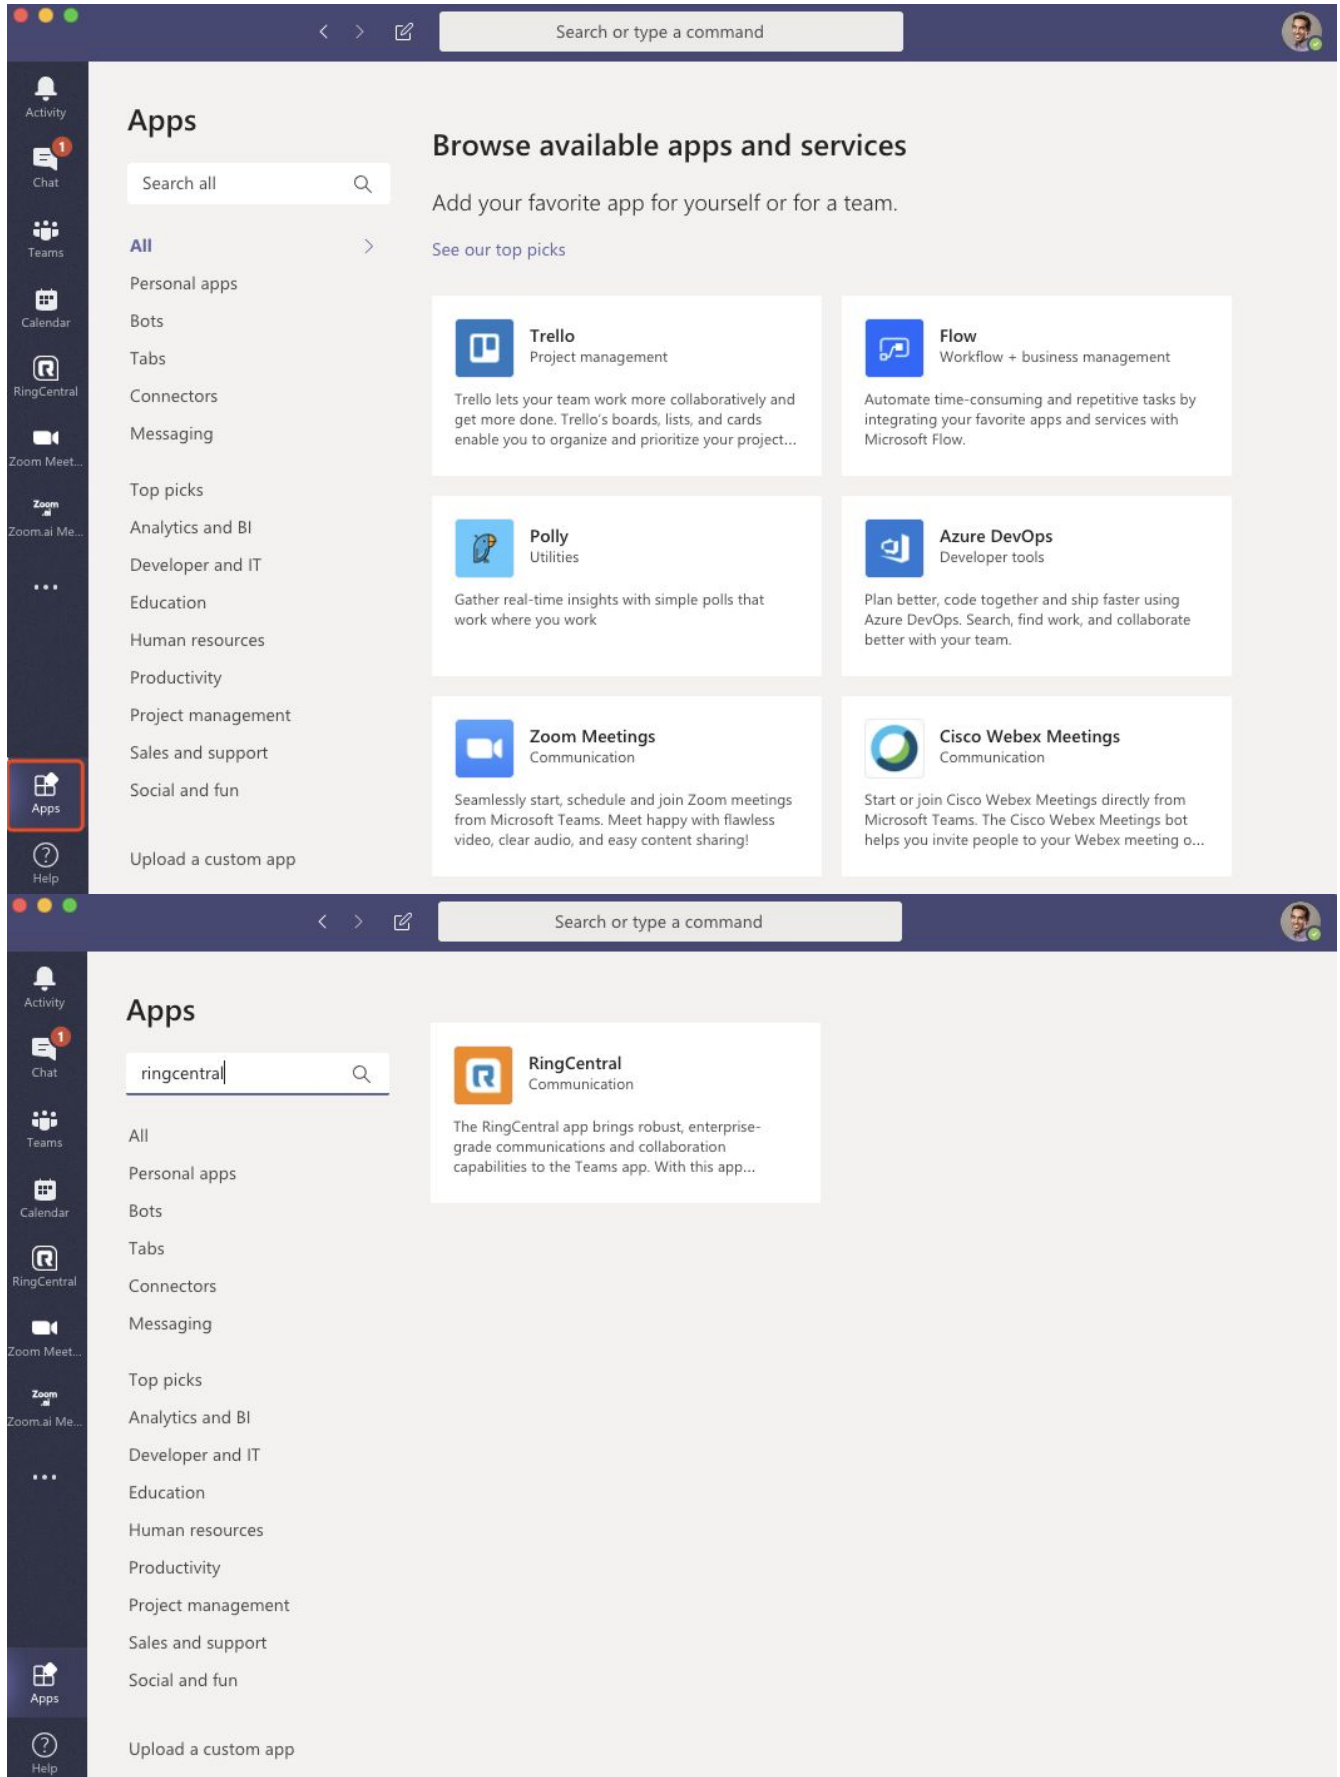 Search or type a command
Activity
1
Chat
Teams
Calendar
RingCentral
Zoom Meet...
Zoom
.ai
Zoom.ai Me...
Apps
Help
Apps
Search all
All
Personal apps
Bots
Tabs
Connectors
Messaging
Top picks
Analytics and BI
Developer and IT
Education
Human resources
Productivity
Project management
Sales and support
Social and fun
Upload a custom app
Browse available apps and services
Add your favorite app for yourself or for a team.
See our top picks
Trello
Project management
Trello lets your team work more collaboratively and
get more done. Trello's boards, lists, and cards
enable you to organize and prioritize your project...
Flow
Workflow + business management
Automate time-consuming and repetitive tasks by
integrating your favorite apps and services with
Microsoft Flow.
Polly
Utilities
Gather real-time insights with simple polls that
work where you work
Azure DevOps
Developer tools
Plan better, code together and ship faster using
Azure DevOps. Search, find work, and collaborate
better with your team.
Zoom Meetings
Communication
Seamlessly start, schedule and join Zoom meetings
from Microsoft Teams. Meet happy with flawless
video, clear audio, and easy content sharing!
Cisco Webex Meetings
Communication
Start or join Cisco Webex Meetings directly from
Microsoft Teams. The Cisco Webex Meetings bot
helps you invite people to your Webex meeting o...
Search or type a command
Activity
1
Chat
Teams
Calendar
RingCentral
Zoom Meet...
Zoom
.ai
Zoom.ai Me...
Apps
Help
Apps
ringcentral
All
Personal apps
Bots
Tabs
Connectors
Messaging
Top picks
Analytics and BI
Developer and IT
Education
Human resources
Productivity
Project management
Sales and support
Social and fun
Upload a custom app
RingCentral
Communication
The RingCentral app brings robust, enterprise-
grade communications and collaboration
capabilities to the Teams app. With this app...